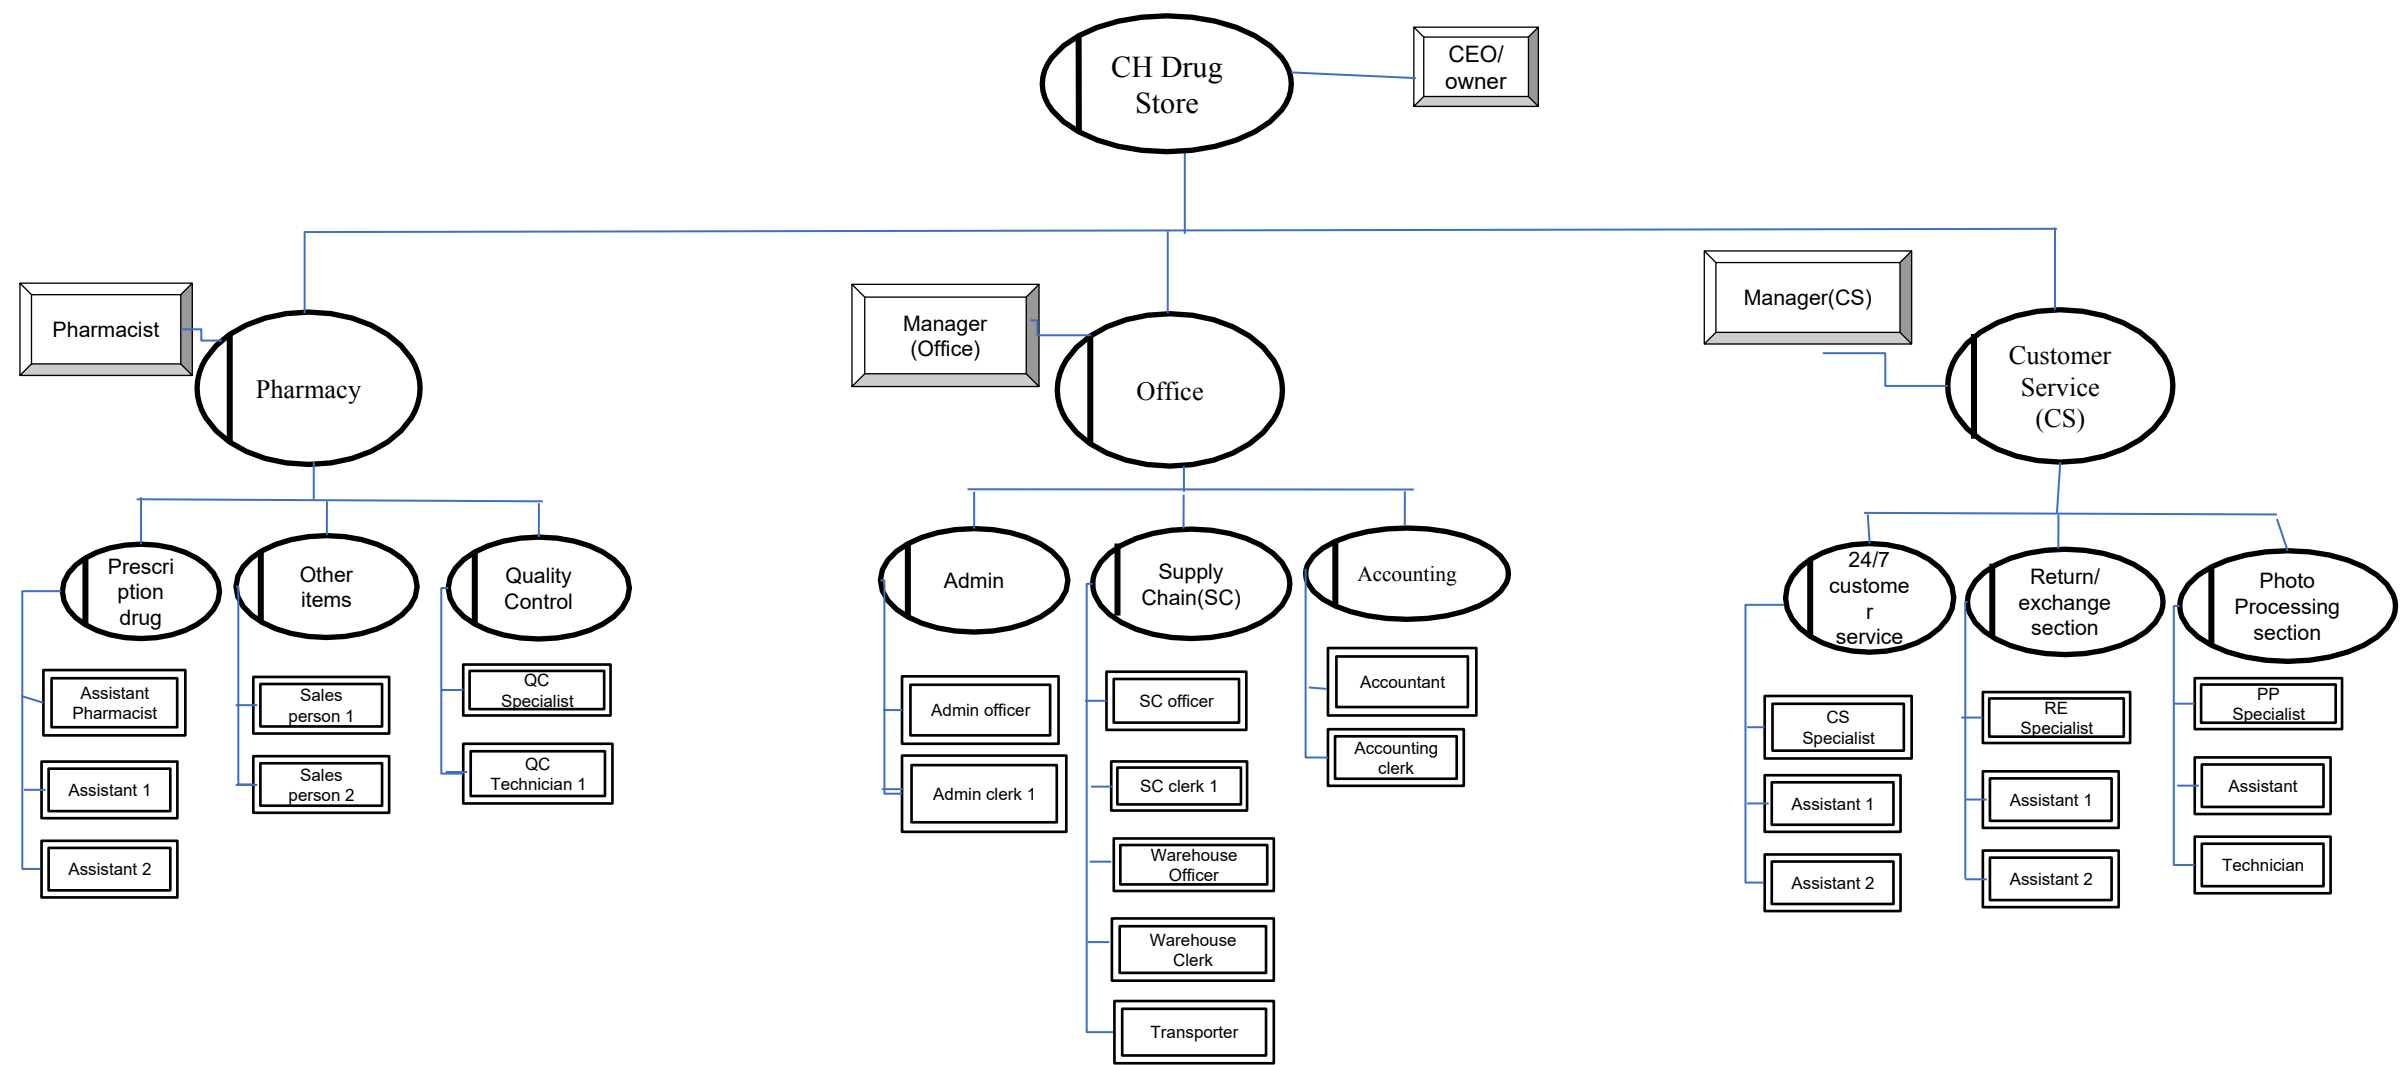 CH Drug
Store
CEO/
owner
Pharmacist
Pharmacy
Manager
(Office)
Office
Manager(CS)
Customer
Service
(CS)
Prescri
ption
drug
Other
items
Quality
Control
Admin
Supply
Chain(SC)
Accounting
24/7
custome
r
service
Return/
exchange
section
Photo
Processing
section
Assistant
Pharmacist
Assistant 1
Assistant 2
Sales
person 1
Sales
person 2
QC
Specialist
QC
Technician 1
Admin officer
Admin clerk 1
SC officer
SC clerk 1
Warehouse
Officer
Warehouse
Clerk
Transporter
Accountant
Accounting
clerk
CS
Specialist
Assistant 1
Assistant 2
RE
Specialist
Assistant 1
Assistant 2
PP
Specialist
Assistant
Technician